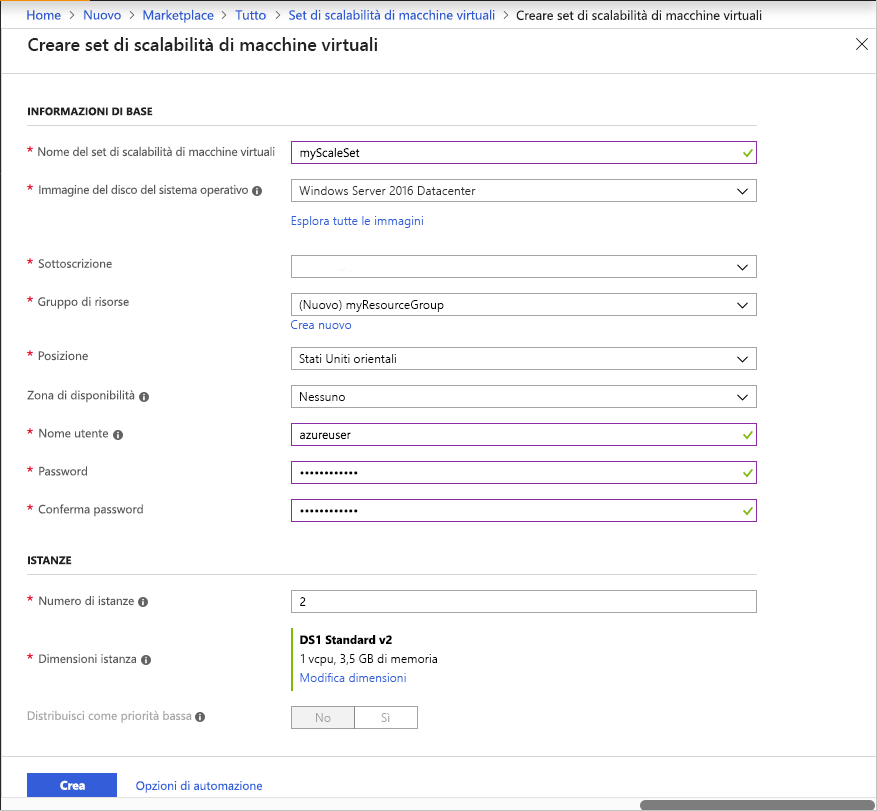 Home > Nuovo > Marketplace > Tutto > Set di scalabilità di macchine virtuali > Creare set di scalabilità di macchine virtuali
Creare set di scalabilità di macchine virtuali
INFORMAZIONI DI BASE
* Nome del set di scalabilità di macchine virtuali myScaleSet
* Immagine del disco del sistema operativo Windows Server 2016 Datacenter
Esplora tutte le immagini
* Sottoscrizione
* Gruppo di risorse (Nuovo) myResourceGroup
Crea nuovo
* Posizione Stati Uniti orientali
Zona di disponibilità Nessuno
* Nome utente azureuser
* Password ••••••••••••
* Conferma password ••••••••••••
ISTANZE
* Numero di istanze 2
DS1 Standard v2
* Dimensioni istanza 1 vcpu, 3,5 GB di memoria
Modifica dimensioni
Distribuisci come priorità bassa No Sì
Crea Opzioni di automazione